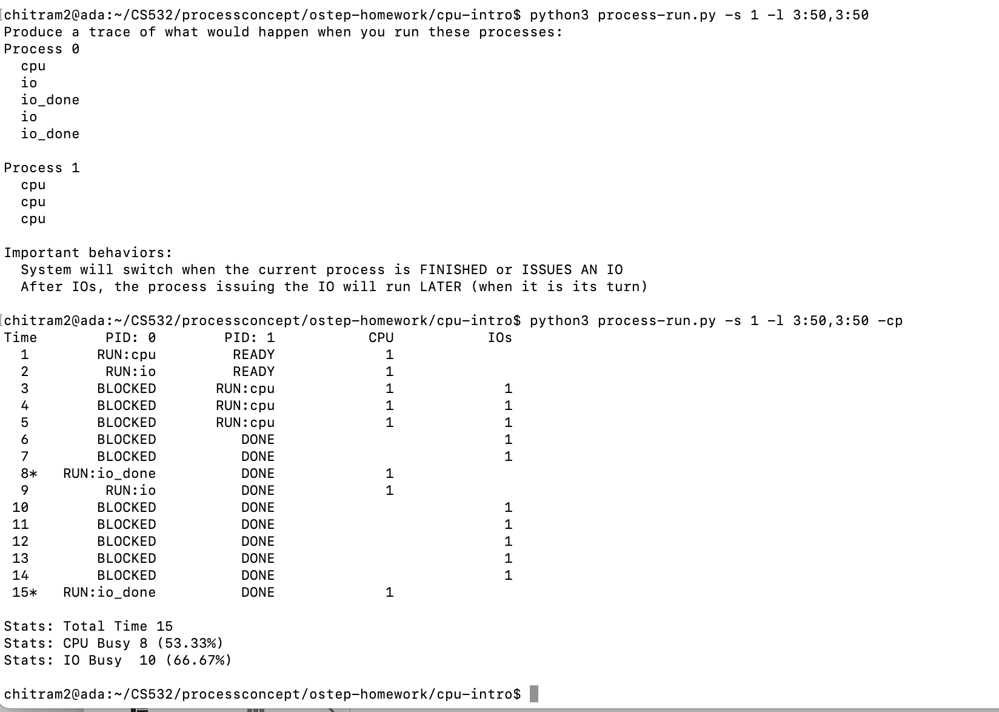 [chitram2@ada:~/CS532/processconcept/ostep-homework/cpu-intro$ python3 process-run.py -s 1 -l 3:50,3:50
Produce a trace of what would happen when you run these processes:
Process 0
  cpu
  io
  io_done
  io
  io_done

Process 1
  cpu
  cpu
  cpu

Important behaviors:
  System will switch when the current process is FINISHED or ISSUES AN IO
  After IOs, the process issuing the IO will run LATER (when it is its turn)

[chitram2@ada:~/CS532/processconcept/ostep-homework/cpu-intro$ python3 process-run.py -s 1 -l 3:50,3:50 -cp
Time        PID: 0        PID: 1           CPU           IOs
  1        RUN:cpu         READY             1
  2         RUN:io         READY             1
  3        BLOCKED       RUN:cpu             1             1
  4        BLOCKED       RUN:cpu             1             1
  5        BLOCKED       RUN:cpu             1             1
  6        BLOCKED          DONE                           1
  7        BLOCKED          DONE                           1
  8*   RUN:io_done          DONE             1
  9         RUN:io          DONE             1
 10        BLOCKED          DONE                           1
 11        BLOCKED          DONE                           1
 12        BLOCKED          DONE                           1
 13        BLOCKED          DONE                           1
 14        BLOCKED          DONE                           1
 15*   RUN:io_done          DONE             1

Stats: Total Time 15
Stats: CPU Busy 8 (53.33%)
Stats: IO Busy  10 (66.67%)

chitram2@ada:~/CS532/processconcept/ostep-homework/cpu-intro$